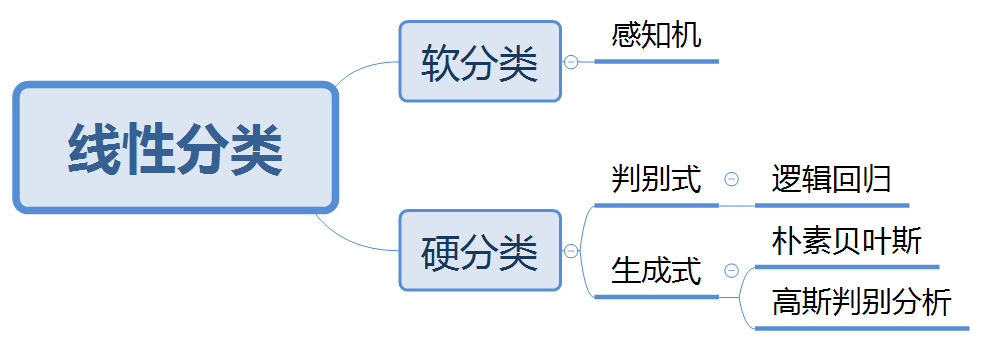 线性分类
软分类
感知机
硬分类
判别式
逻辑回归
生成式
朴素贝叶斯
高斯判别分析